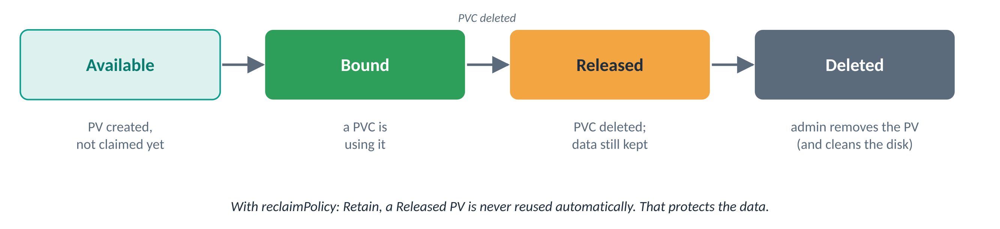 PVC deleted
Available
Bound
Released
Deleted
PV created,
not claimed yet
a PVC is
using it
PVC deleted;
data still kept
admin removes the PV
(and cleans the disk)
With reclaimPolicy: Retain, a Released PV is never reused automatically. That protects the data.